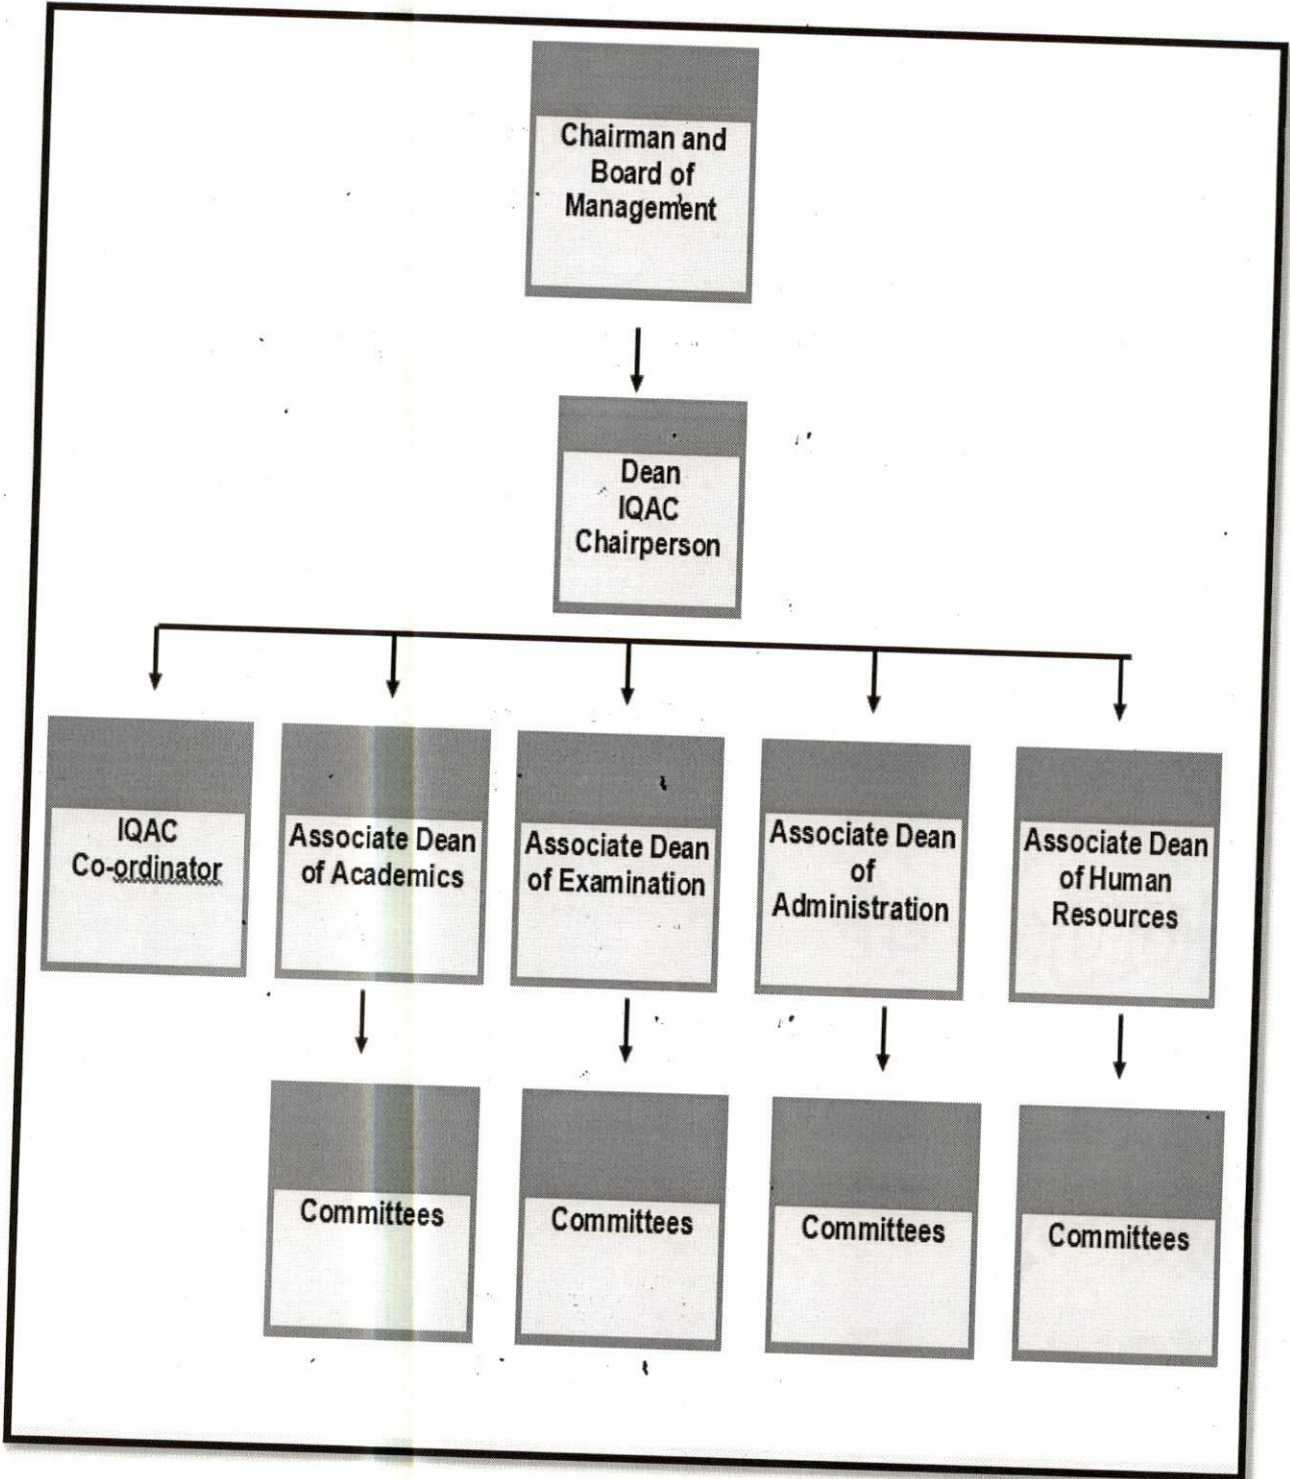 Chairman and
Board of
Management
Dean
IQAC
Chairperson
IQAC
Co-ordinator
Associate Dean
of Academics
Associate Dean
of Examination
Associate Dean
of
Administration
Associate Dean
of Human
Resources
Committees
Committees
Committees
Committees